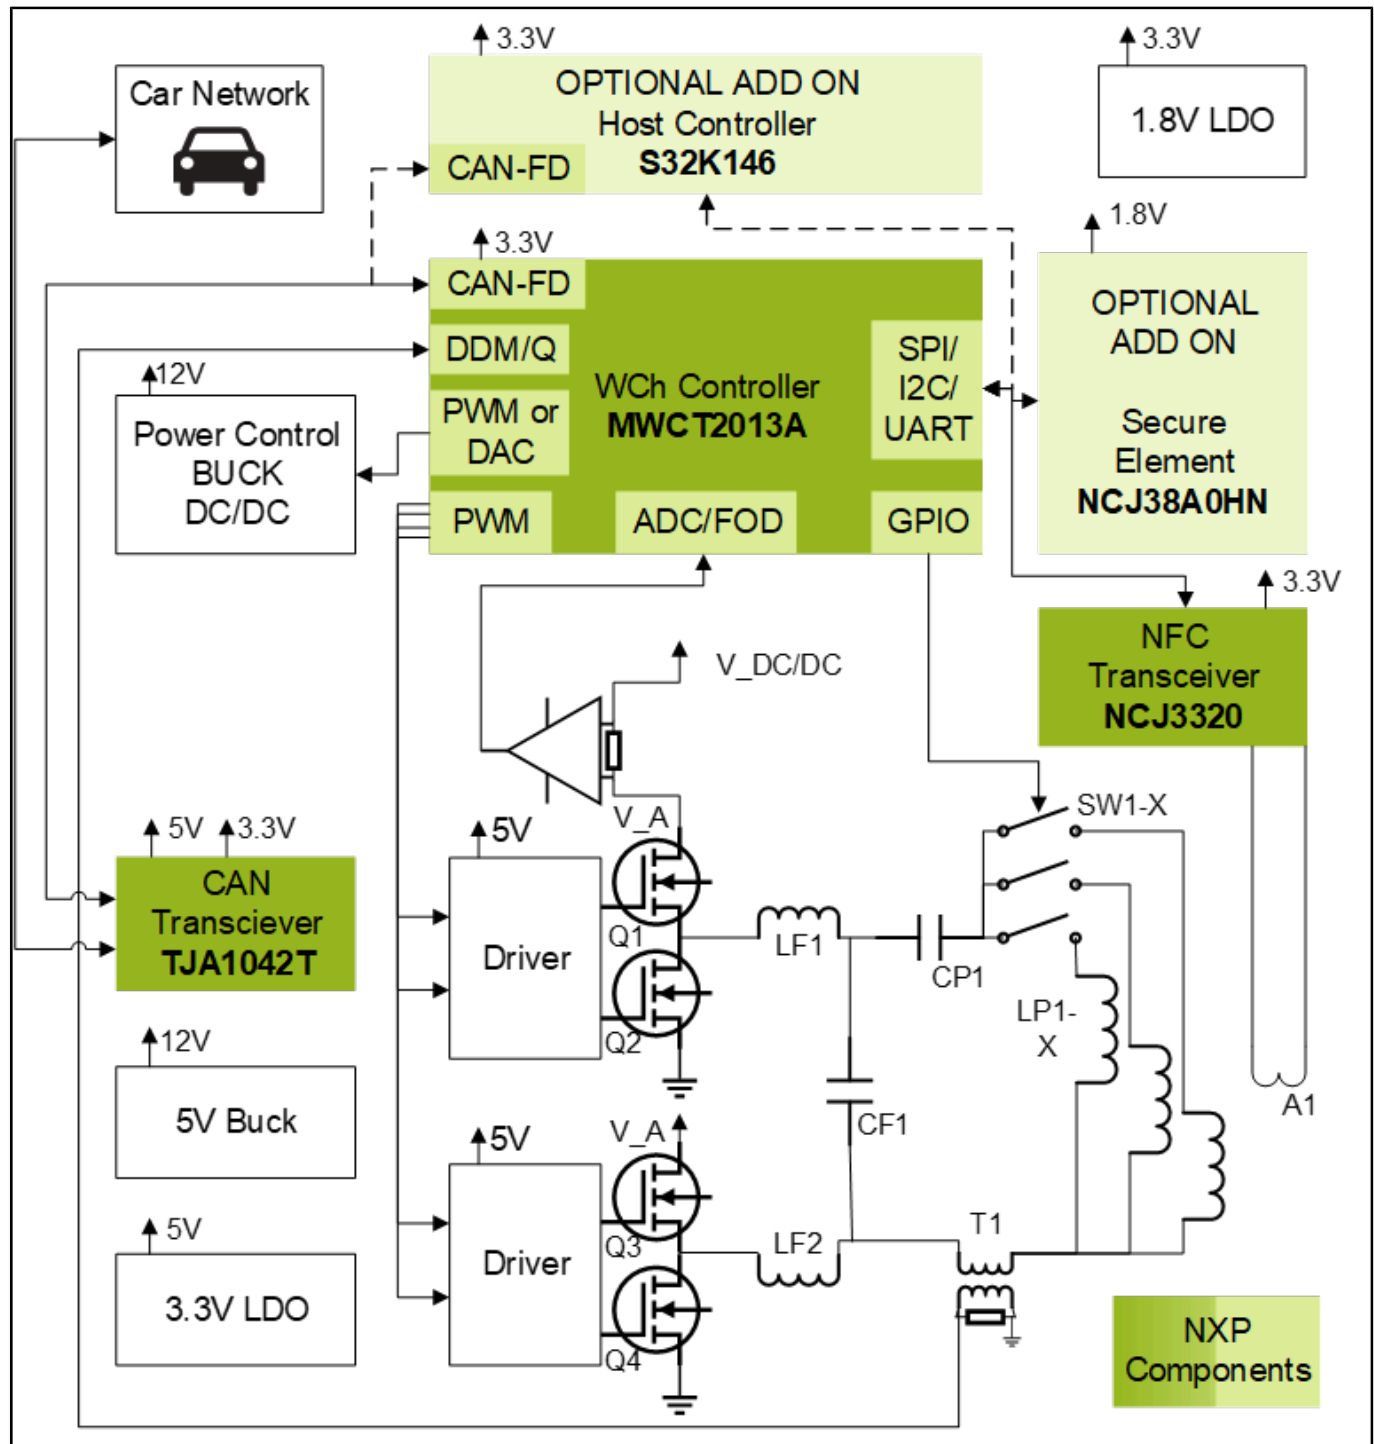 3.3V
OPTIONAL ADD ON
Host Controller
S32K146
CAN-FD
Car Network
3.3V
1.8V LDO
1.8V
OPTIONAL
ADD ON
Secure
Element
NCJ38A0HN
3.3V
CAN-FD
DDM/Q
PWM or
DAC
PWM
WCh Controller
MWCT2013A
ADC/FOD
SPI/
I2C/
UART
GPIO
12V
Power Control
BUCK
DC/DC
3.3V
NFC
Transceiver
NCJ3320
V_DC/DC
SW1-X
5V
3.3V
CAN
Transciever
TJA1042T
5V
V_A
Driver
Q1
Q2
LF1
CP1
LP1-
X
CF1
A1
12V
5V Buck
5V
V_A
Driver
Q3
Q4
LF2
T1
5V
3.3V LDO
NXP
Components